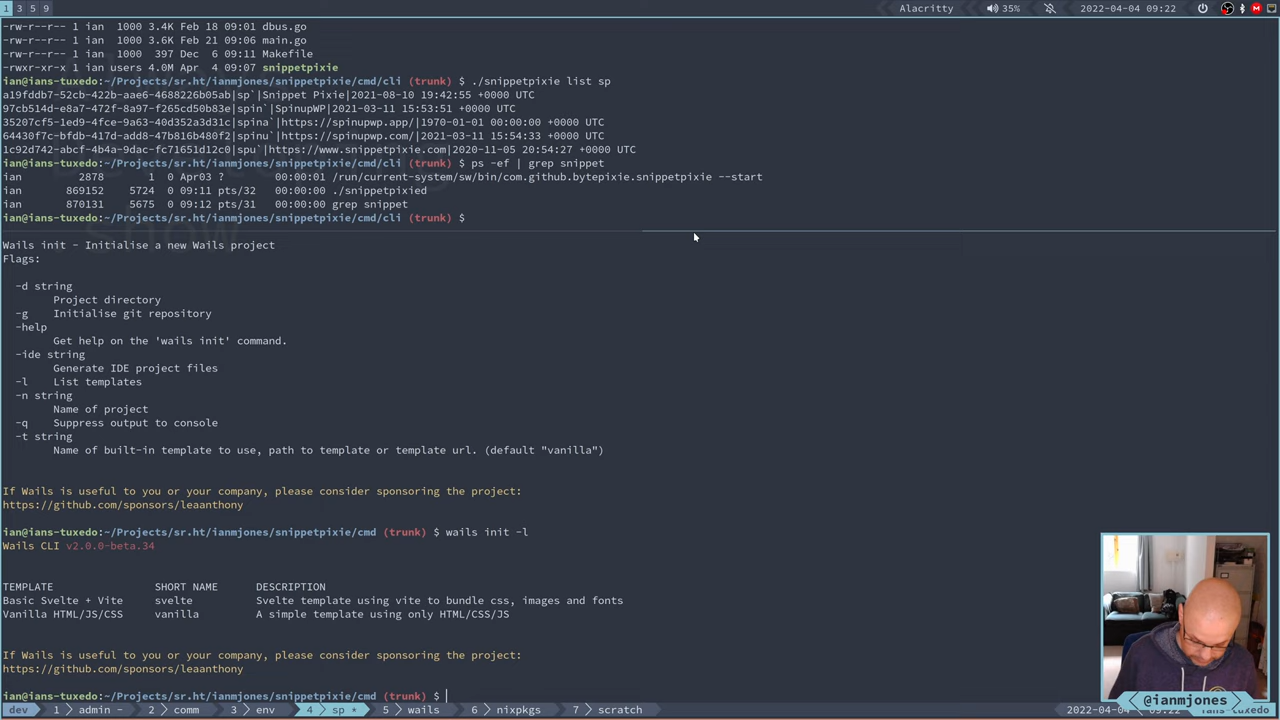 1 3 5 9 Alacritty 35% 2022-04-04 09:22
-rw-r--r-- 1 ian 1000 3.4K Feb 18 09:01 dbus.go
-rw-r--r-- 1 ian 1000 3.6K Feb 21 09:06 main.go
-rw-r--r-- 1 ian 1000 397 Dec 6 09:11 Makefile
-rwxr-xr-x 1 ian users 4.0M Apr 4 09:07 snippetpixie
ian@ians-tuxedo:~/Projects/sr.ht/ianmjones/snippetpixie/cmd/cli (trunk) $ ./snippetpixie list sp
a19fddb7-52cb-422b-aae6-4688226b05ab|sp`|Snippet Pixie|2021-08-10 19:42:55 +0000 UTC
97cb514d-e8a7-472f-8a97-f265cd50b83e|spin`|SpinupWP|2021-03-11 15:53:51 +0000 UTC
35207cf5-1ed9-4fce-9a63-40d352a3d31c|spina`|https://spinupwp.app/|1970-01-01 00:00:00 +0000 UTC
64430f7c-bfdb-417d-add8-47b816b480f2|spinu`|https://spinupwp.com/|2021-03-11 15:54:33 +0000 UTC
1c92d742-abcf-4b4a-9dac-fc71651d12c0|spu`|https://www.snippetpixie.com|2020-11-05 20:54:27 +0000 UTC
ian@ians-tuxedo:~/Projects/sr.ht/ianmjones/snippetpixie/cmd/cli (trunk) $ ps -ef | grep snippet
ian 2878 1 0 Apr03 ? 00:00:01 /run/current-system/sw/bin/com.github.bytepixie.snippetpixie --start
ian 869152 5724 0 09:11 pts/32 00:00:00 ./snippetpixied
ian 870131 5675 0 09:12 pts/31 00:00:00 grep snippet
ian@ians-tuxedo:~/Projects/sr.ht/ianmjones/snippetpixie/cmd/cli (trunk) $
Wails init - Initialise a new Wails project
Flags:
-d string
Project directory
-g Initialise git repository
-help
Get help on the 'wails init' command.
-ide string
Generate IDE project files
-l List templates
-n string
Name of project
-q Suppress output to console
-t string
Name of built-in template to use, path to template or template url. (default "vanilla")
If Wails is useful to you or your company, please consider sponsoring the project:
https://github.com/sponsors/leaanthony
ian@ians-tuxedo:~/Projects/sr.ht/ianmjones/snippetpixie/cmd (trunk) $ wails init -l
Wails CLI v2.0.0-beta.34
TEMPLATE SHORT NAME DESCRIPTION
Basic Svelte + Vite svelte Svelte template using vite to bundle css, images and fonts
Vanilla HTML/JS/CSS vanilla A simple template using only HTML/CSS/JS
If Wails is useful to you or your company, please consider sponsoring the project:
https://github.com/sponsors/leaanthony
ian@ians-tuxedo:~/Projects/sr.ht/ianmjones/snippetpixie/cmd (trunk) $
@ianmjones
dev 1 admin - 2 comm 3 env 4 sp * 5 wails 6 nixpkgs 7 scratch 2022-04-04 09:22 ians-tuxedo